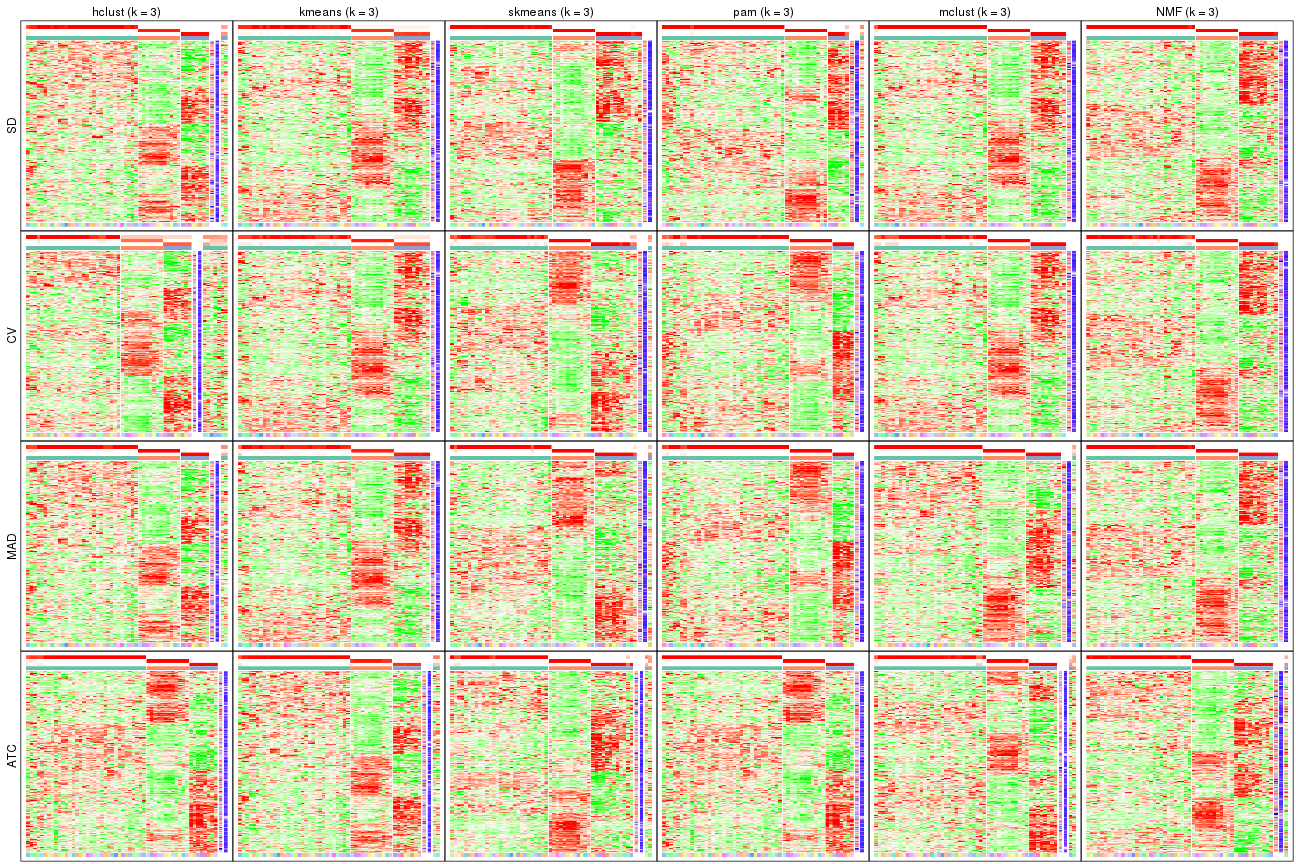 hclust (k = 3)
kmeans (k = 3)
skmeans (k = 3)
pam (k = 3)
mclust (k = 3)
NMF (k = 3)
SD
CV
MAD
ATC